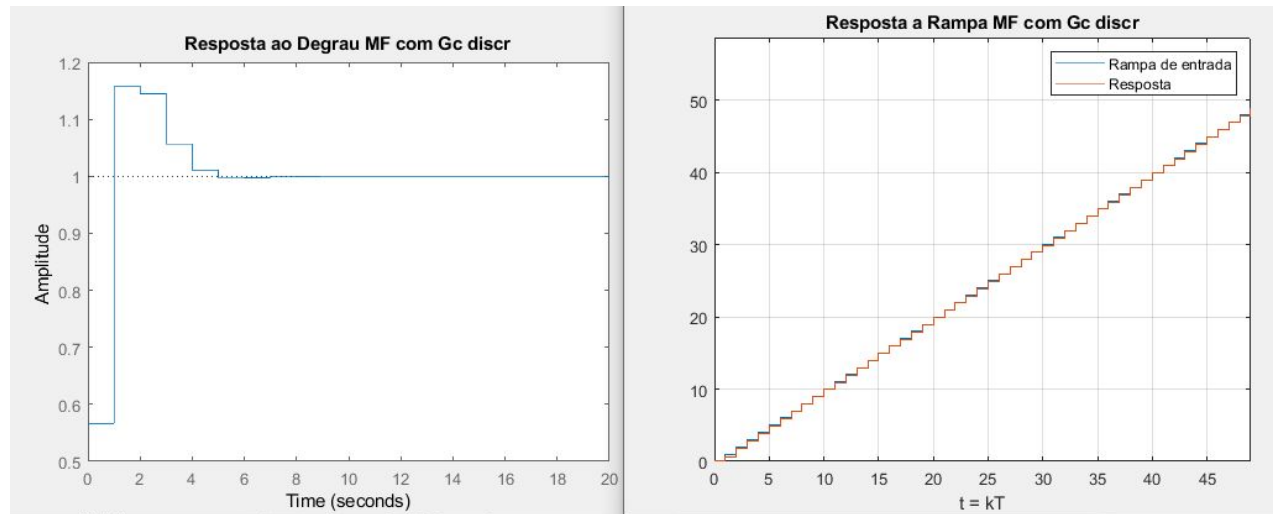 Resposta ao Degrau MF com Gc discr
1.2
1.1
1
0.9
0.8
0.7
0.6
0.5
Amplitude
0 2 4 6 8 10 12 14 16 18 20
Time (seconds)
Resposta a Rampa MF com Gc discr
Rampa de entrada
Resposta
50
40
30
20
10
0
0 5 10 15 20 25 30 35 40 45
t = kT